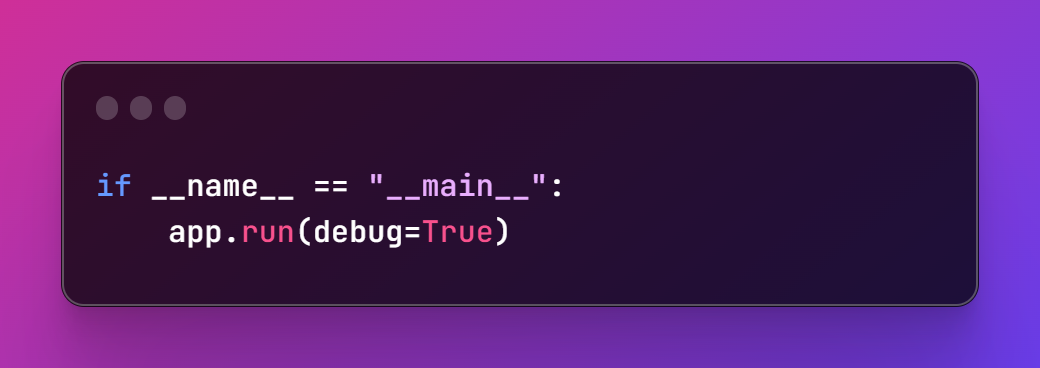 if __name__ == "__main__":
    app.run(debug=True)